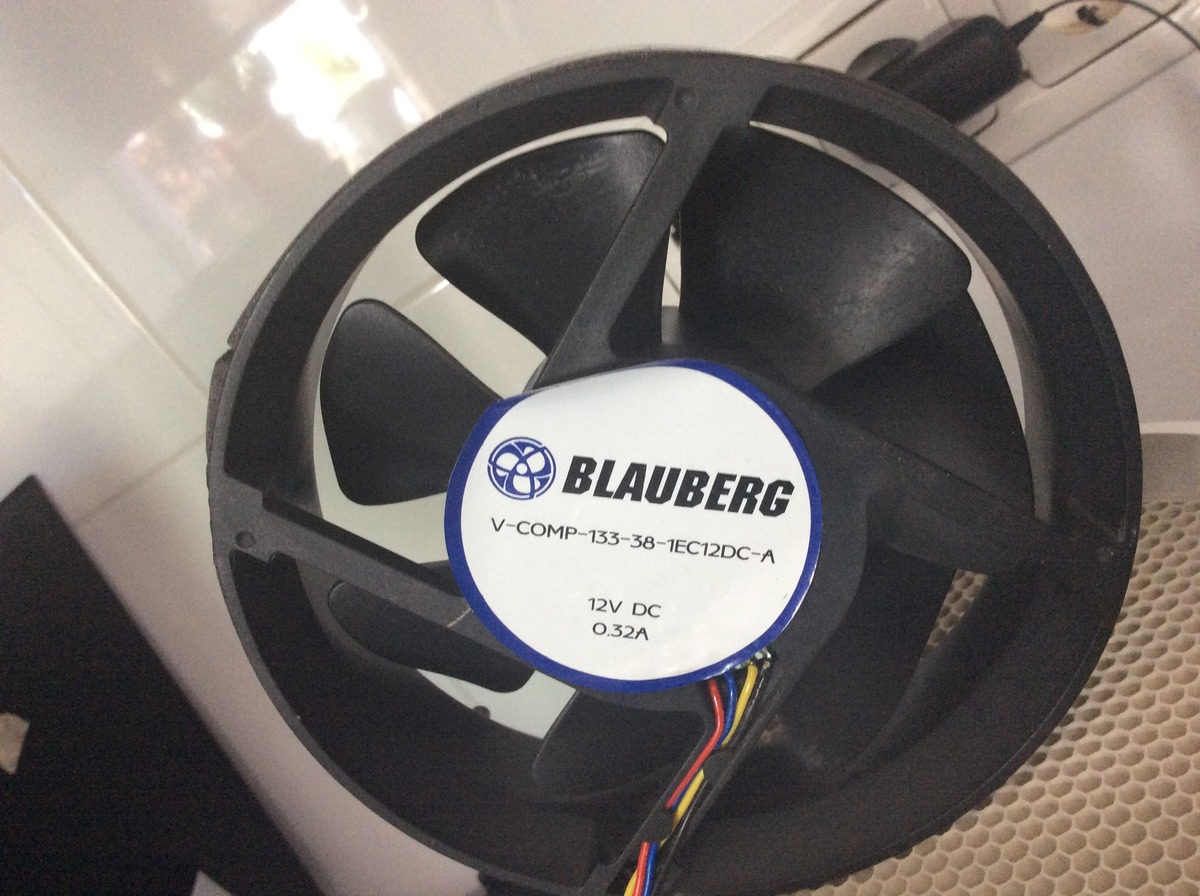 BLAUBERG
V-COMP-133-38-1EC12DC-A
12V DC
0.32A